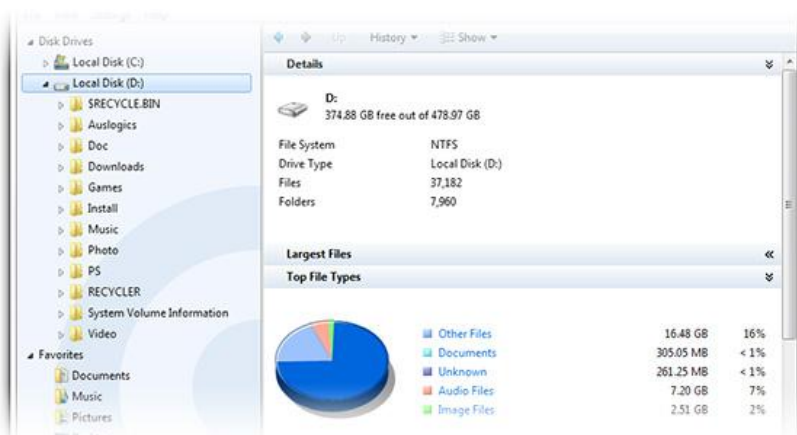 Up History Show
Disk Drives
Local Disk (C:)
Local Disk (D:)
$RECYCLE.BIN
Auslogics
Doc
Downloads
Games
Install
Music
Photo
PS
RECYCLER
System Volume Information
Video
Favorites
Documents
Music
Pictures
Details
D:
374.88 GB free out of 478.97 GB
File System NTFS
Drive Type Local Disk (D:)
Files 37,182
Folders 7,960
Largest Files
Top File Types
Other Files 16.48 GB 16%
Documents 305.05 MB < 1%
Unknown 261.25 MB < 1%
Audio Files 7.20 GB 7%
Image Files 2.51 GB 2%